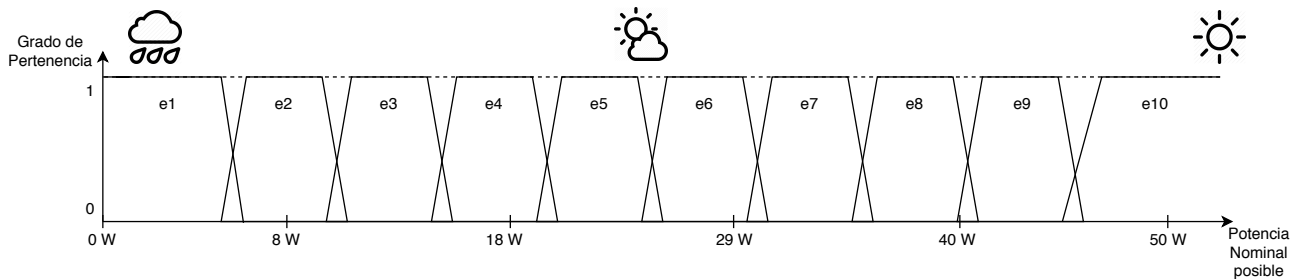 Grado de
Pertenencia
1
e1 e2 e3 e4 e5 e6 e7 e8 e9 e10
0
0 W 8 W 18 W 29 W 40 W 50 W
Potencia
Nominal
posible